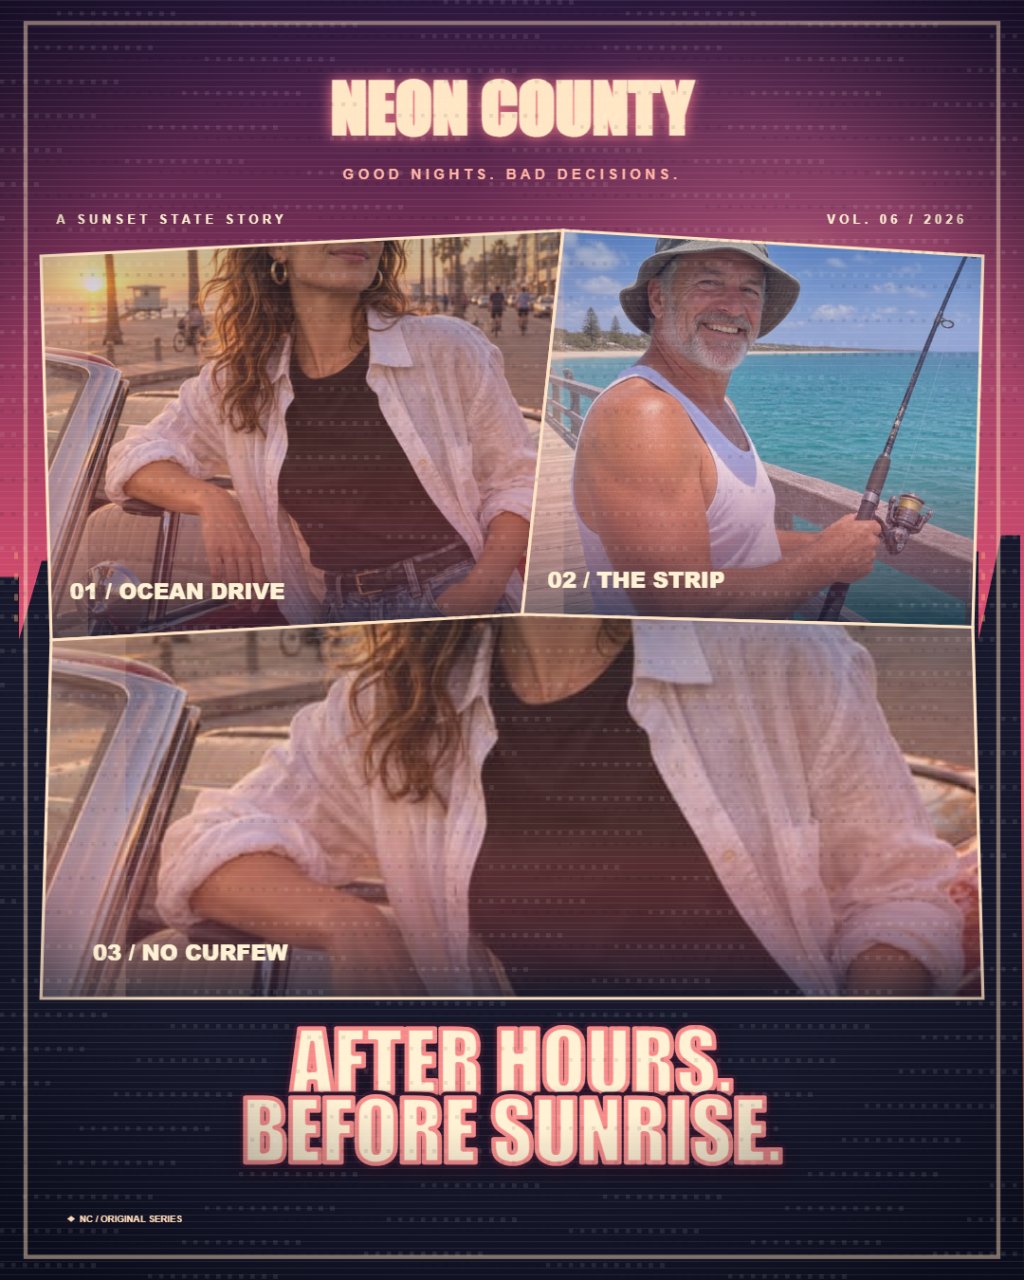 NEON COUNTY
GOOD NIGHTS. BAD DECISIONS.
A SUNSET STATE STORY
VOL. 06 / 2026
01 / OCEAN DRIVE
02 / THE STRIP
03 / NO CURFEW
AFTER HOURS.
BEFORE SUNRISE.
◆ NC / ORIGINAL SERIES